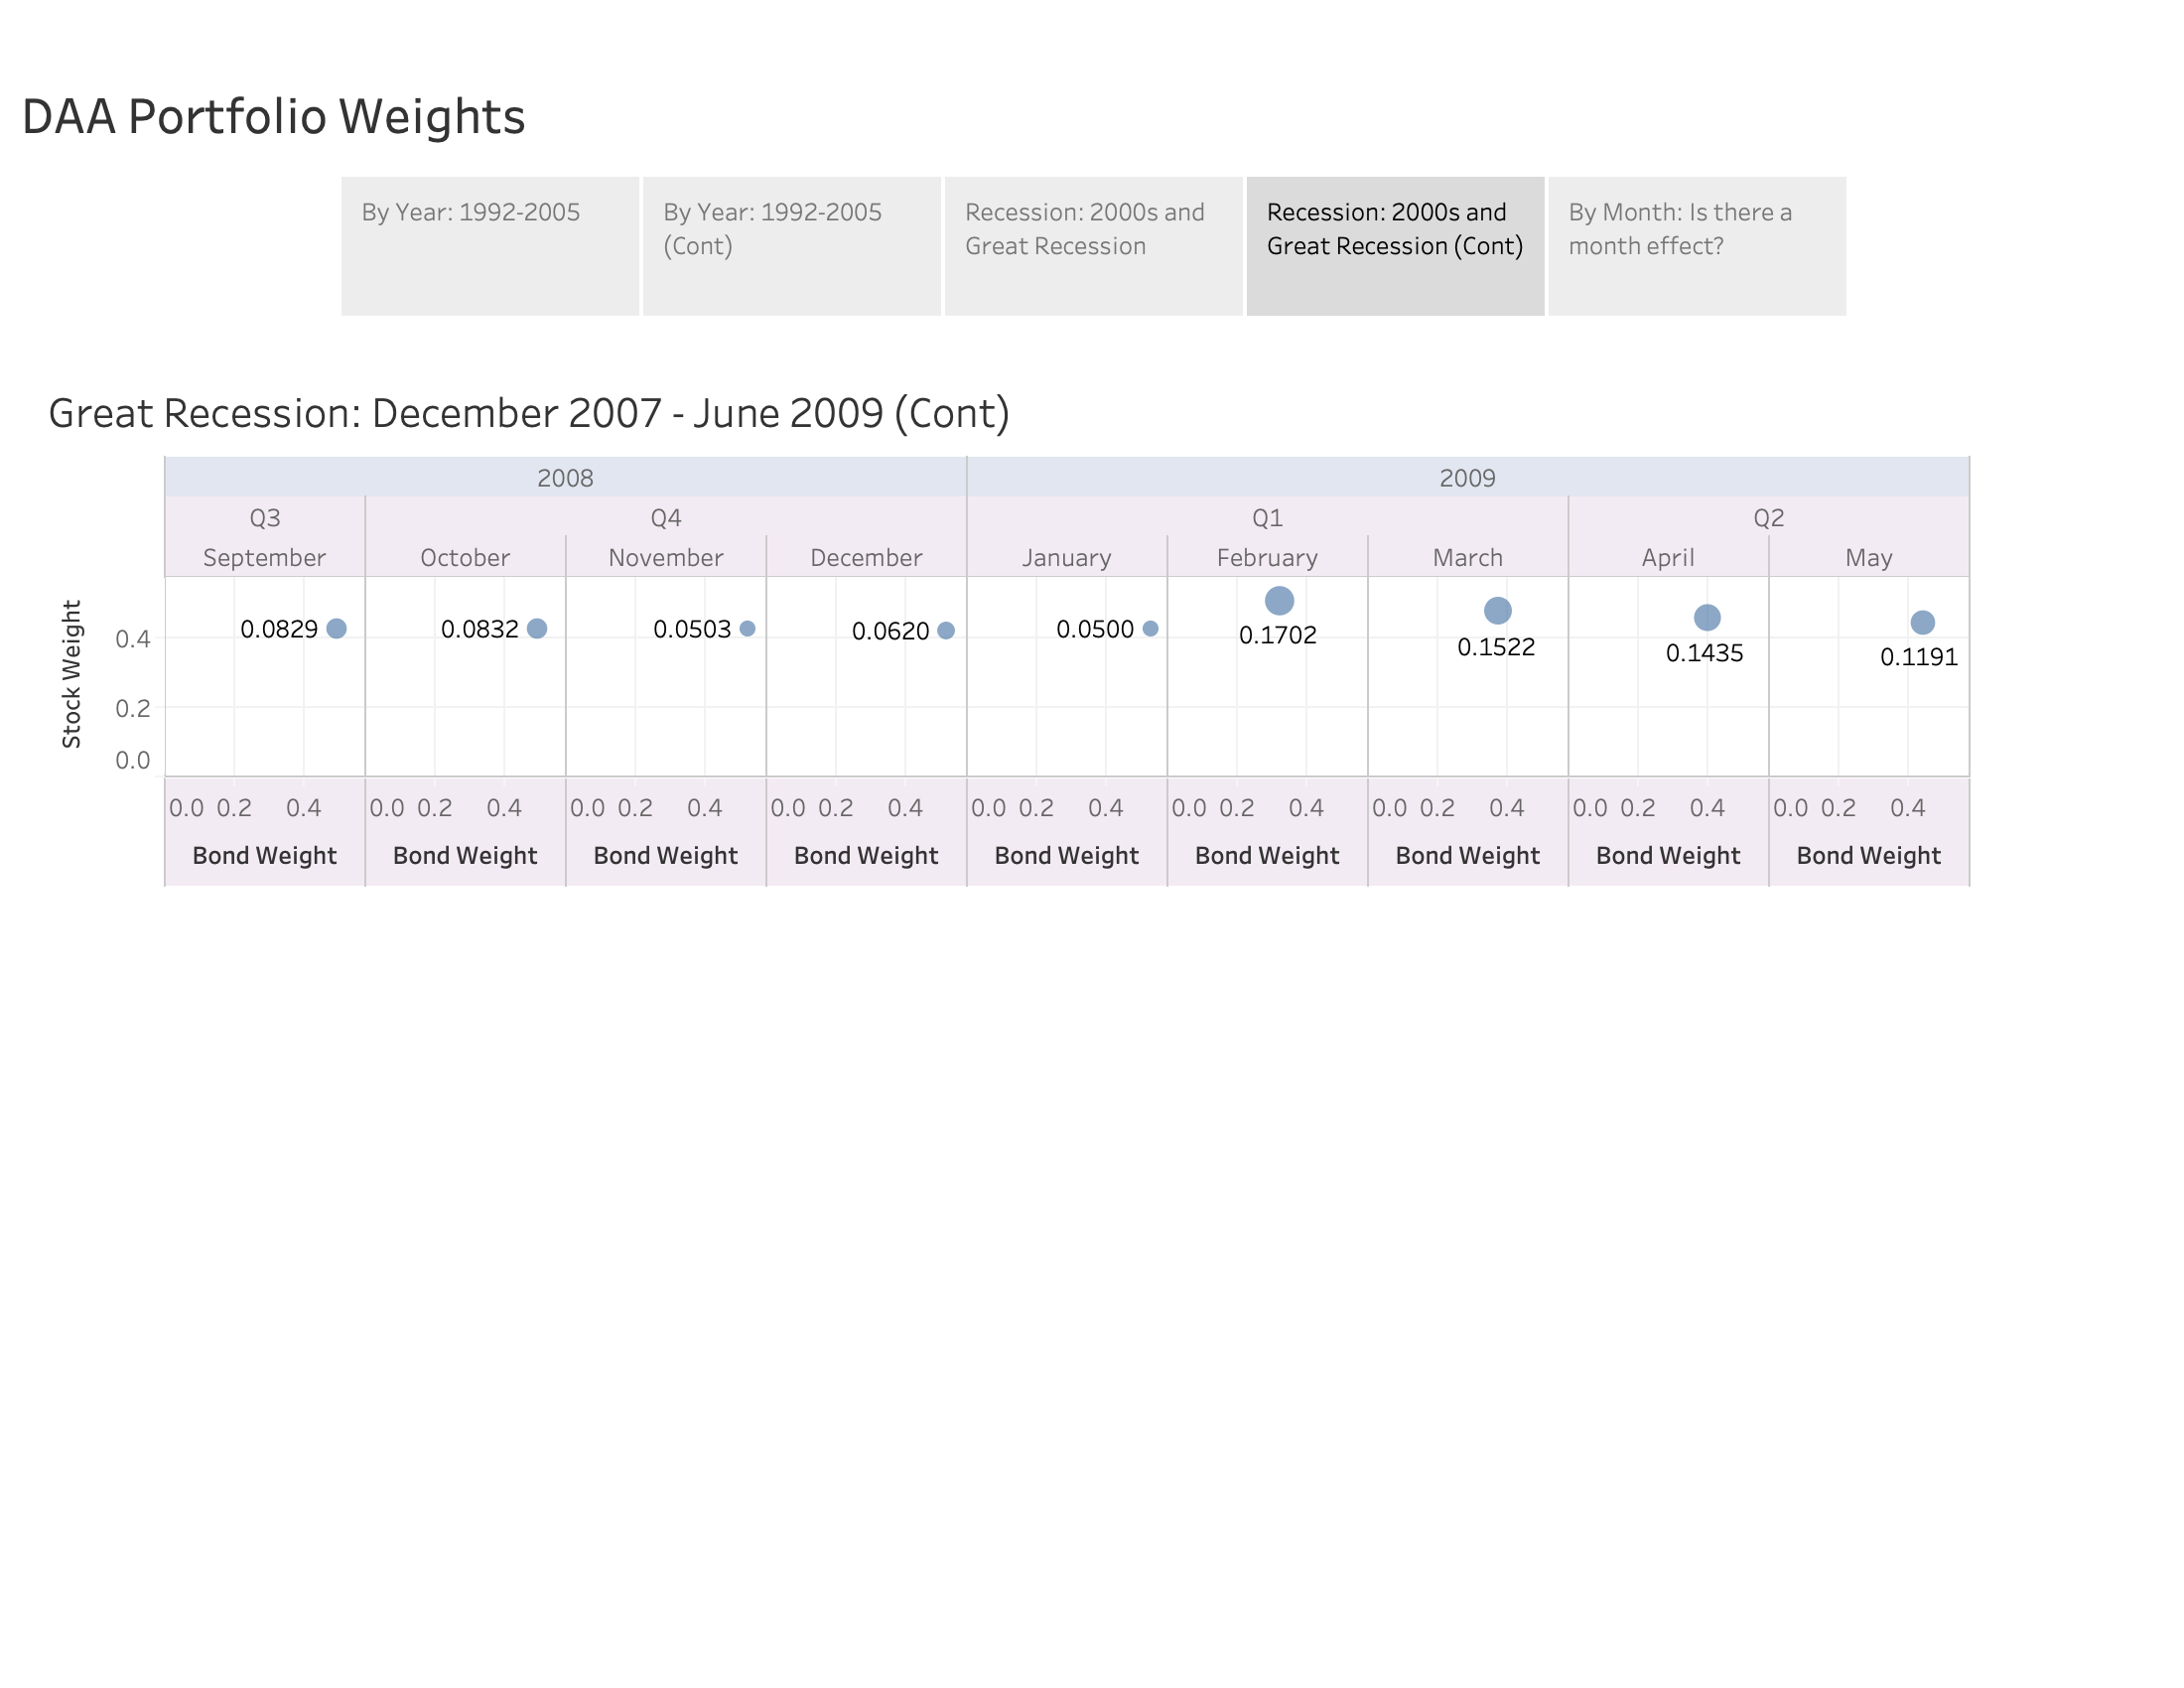 DAA Portfolio Weights
By Year: 1992-2005
By Year: 1992-2005
(Cont)
Recession: 2000s and
Great Recession
Recession: 2000s and
Great Recession (Cont)
By Month: Is there a
month effect?
Great Recession: December 2007 - June 2009 (Cont)
2008 2009
Q3 Q4 Q1 Q2
September October November December January February March April May
Stock Weight
0.4
0.2
0.0
0.0829 0.0832 0.0503 0.0620 0.0500 0.1702 0.1522 0.1435 0.1191
0.0 0.2 0.4 0.0 0.2 0.4 0.0 0.2 0.4 0.0 0.2 0.4 0.0 0.2 0.4 0.0 0.2 0.4 0.0 0.2 0.4 0.0 0.2 0.4 0.0 0.2 0.4
Bond Weight Bond Weight Bond Weight Bond Weight Bond Weight Bond Weight Bond Weight Bond Weight Bond Weight